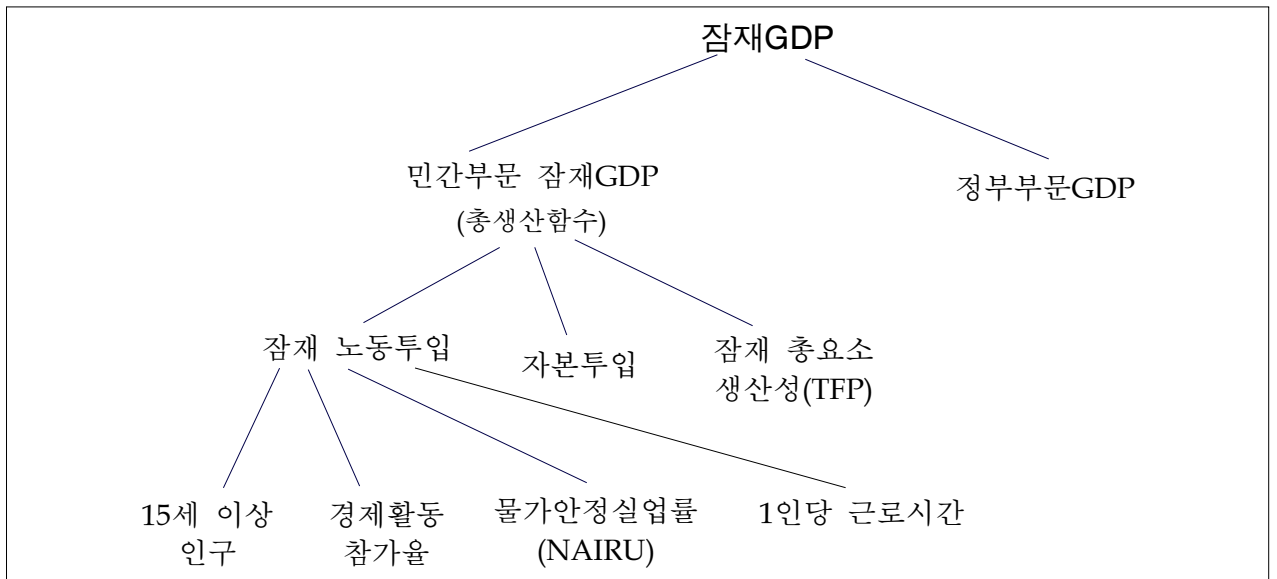 잠재GDP
민간부문 잠재GDP
(총생산함수)
정부부문GDP
잠재 노동투입
자본투입
잠재 총요소
생산성(TFP)
15세 이상
인구
경제활동
참가율
물가안정실업률
(NAIRU)
1인당 근로시간